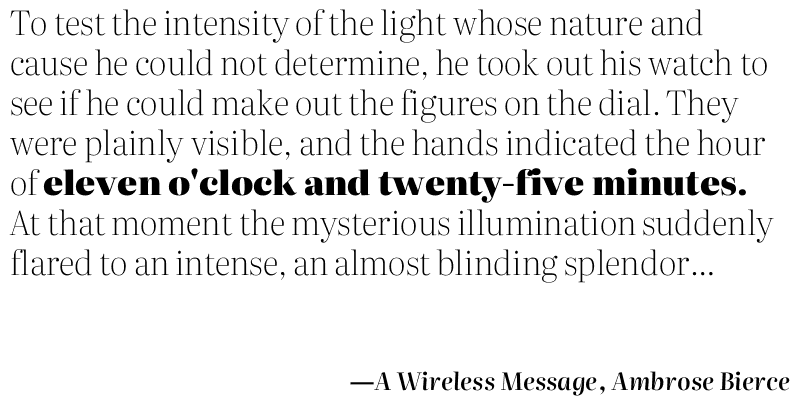 To test the intensity of the light whose nature and
cause he could not determine, he took out his watch to
see if he could make out the figures on the dial. They
were plainly visible, and the hands indicated the hour
of eleven o'clock and twenty-five minutes.
At that moment the mysterious illumination suddenly
flared to an intense, an almost blinding splendor...
—A Wireless Message, Ambrose Bierce